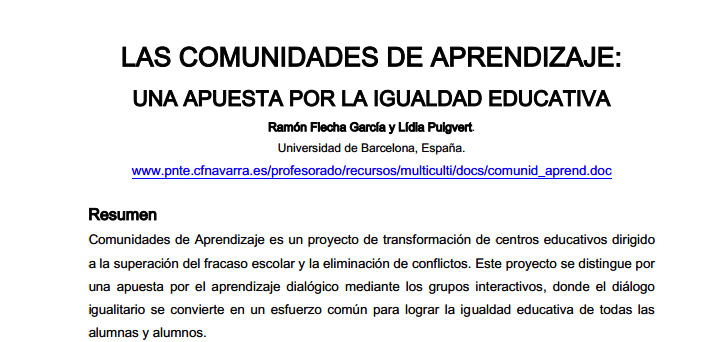 LAS COMUNIDADES DE APRENDIZAJE:
UNA APUESTA POR LA IGUALDAD EDUCATIVA
Ramón Flecha García y Lídia Puigvert.
Universidad de Barcelona, España.
www.pnte.cfnavarra.es/profesorado/recursos/multiculti/docs/comunid_aprend.doc
Resumen
Comunidades de Aprendizaje es un proyecto de transformación de centros educativos dirigido
a la superación del fracaso escolar y la eliminación de conflictos. Este proyecto se distingue por
una apuesta por el aprendizaje dialógico mediante los grupos interactivos, donde el diálogo
igualitario se convierte en un esfuerzo común para lograr la igualdad educativa de todas las
alumnas y alumnos.